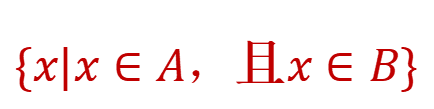 {x|x ∈ A，且x ∈ B}